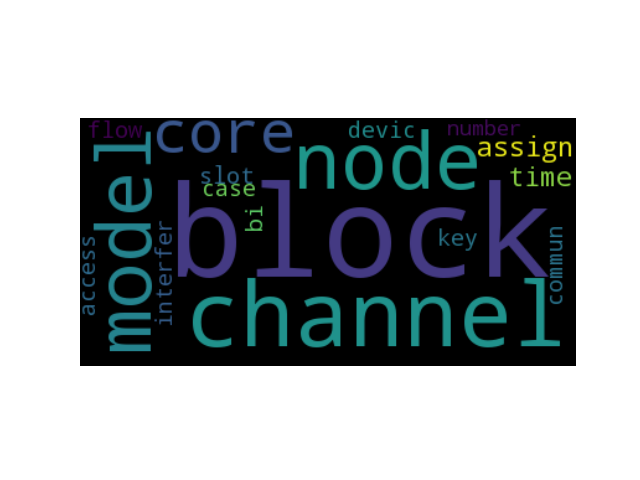 flow
core
devic
number
model
node
assign
slot
case
time
block
bi
key
access
interfer
commun
channel